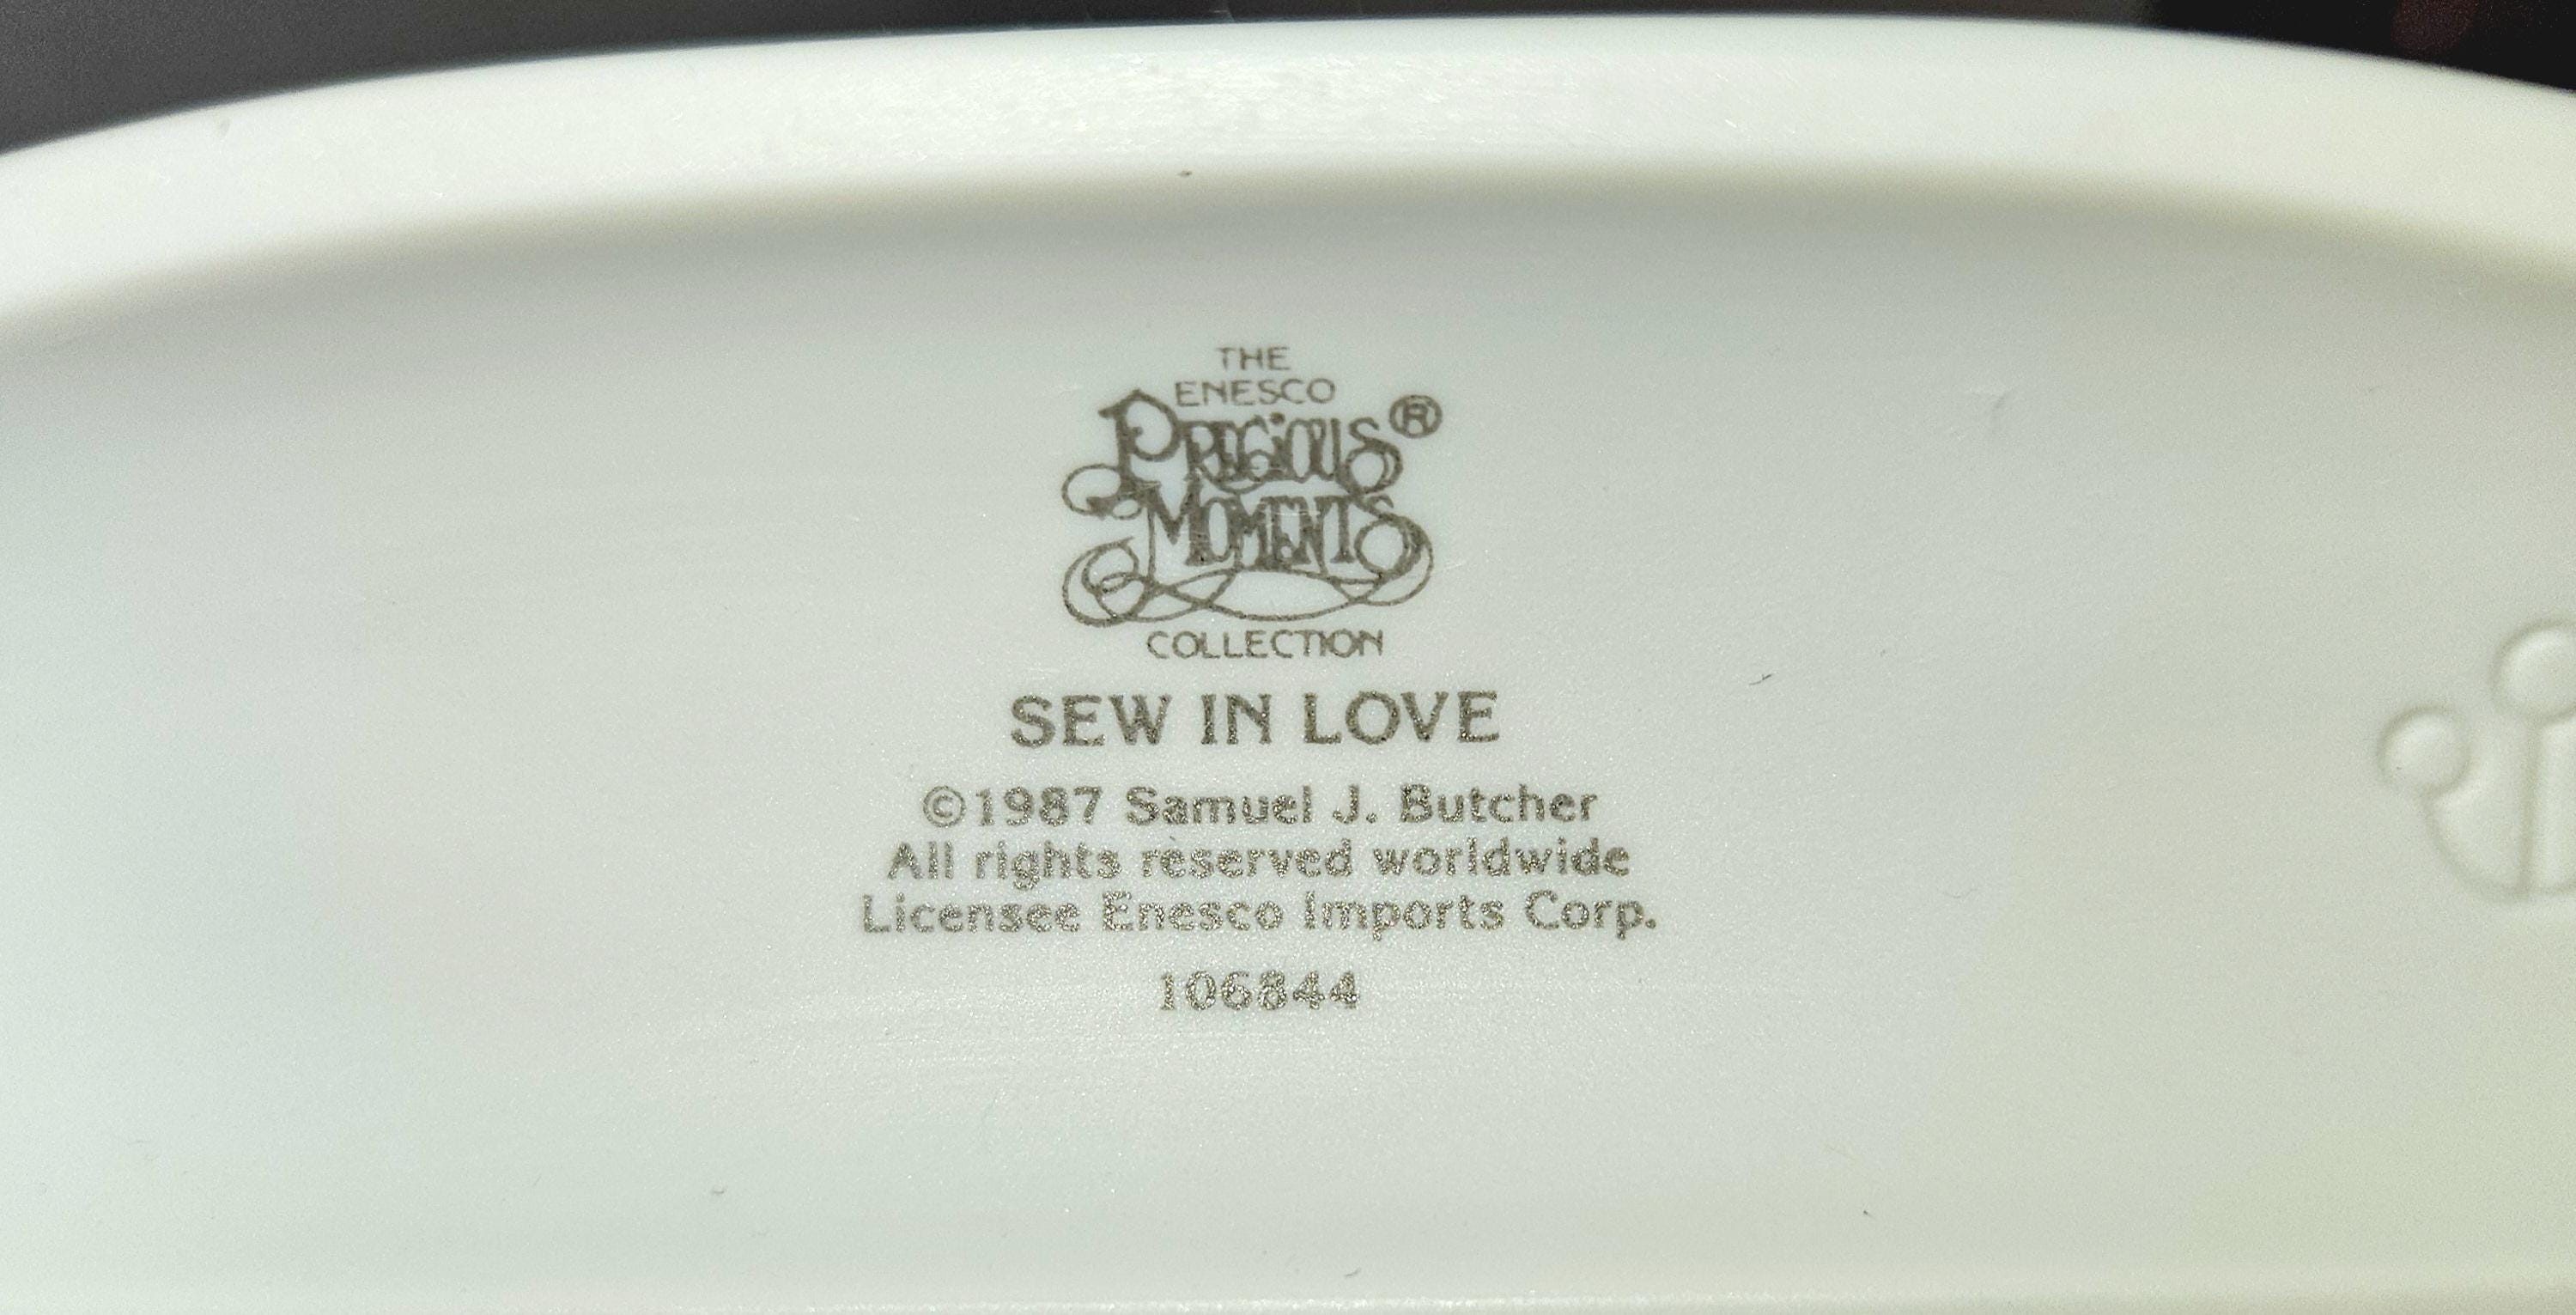 THE
ENESCO
PRECIOUS ®
MOMENTS
COLLECTION
SEW IN LOVE
©1987 Samuel J. Butcher
All rights reserved worldwide
Licensee Enesco Imports Corp.
106844